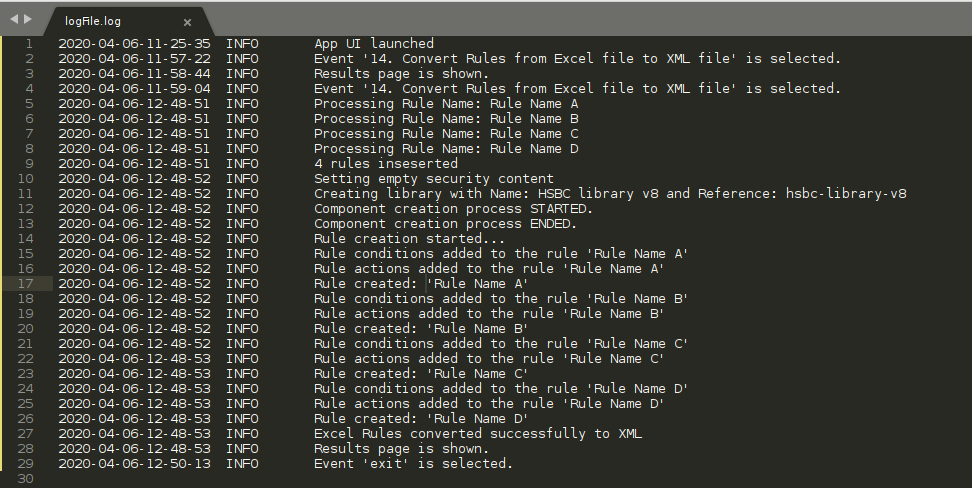 logFile.log
1 2020-04-06-11-25-35 INFO App UI launched
2 2020-04-06-11-57-22 INFO Event '14. Convert Rules from Excel file to XML file' is selected.
3 2020-04-06-11-58-44 INFO Results page is shown.
4 2020-04-06-11-59-04 INFO Event '14. Convert Rules from Excel file to XML file' is selected.
5 2020-04-06-12-48-51 INFO Processing Rule Name: Rule Name A
6 2020-04-06-12-48-51 INFO Processing Rule Name: Rule Name B
7 2020-04-06-12-48-51 INFO Processing Rule Name: Rule Name C
8 2020-04-06-12-48-51 INFO Processing Rule Name: Rule Name D
9 2020-04-06-12-48-51 INFO 4 rules inseserted
10 2020-04-06-12-48-52 INFO Setting empty security content
11 2020-04-06-12-48-52 INFO Creating library with Name: HSBC library v8 and Reference: hsbc-library-v8
12 2020-04-06-12-48-52 INFO Component creation process STARTED.
13 2020-04-06-12-48-52 INFO Component creation process ENDED.
14 2020-04-06-12-48-52 INFO Rule creation started...
15 2020-04-06-12-48-52 INFO Rule conditions added to the rule 'Rule Name A'
16 2020-04-06-12-48-52 INFO Rule actions added to the rule 'Rule Name A'
17 2020-04-06-12-48-52 INFO Rule created: 'Rule Name A'
18 2020-04-06-12-48-52 INFO Rule conditions added to the rule 'Rule Name B'
19 2020-04-06-12-48-52 INFO Rule actions added to the rule 'Rule Name B'
20 2020-04-06-12-48-52 INFO Rule created: 'Rule Name B'
21 2020-04-06-12-48-52 INFO Rule conditions added to the rule 'Rule Name C'
22 2020-04-06-12-48-53 INFO Rule actions added to the rule 'Rule Name C'
23 2020-04-06-12-48-53 INFO Rule created: 'Rule Name C'
24 2020-04-06-12-48-53 INFO Rule conditions added to the rule 'Rule Name D'
25 2020-04-06-12-48-53 INFO Rule actions added to the rule 'Rule Name D'
26 2020-04-06-12-48-53 INFO Rule created: 'Rule Name D'
27 2020-04-06-12-48-53 INFO Excel Rules converted successfully to XML
28 2020-04-06-12-48-53 INFO Results page is shown.
29 2020-04-06-12-50-13 INFO Event 'exit' is selected.
30